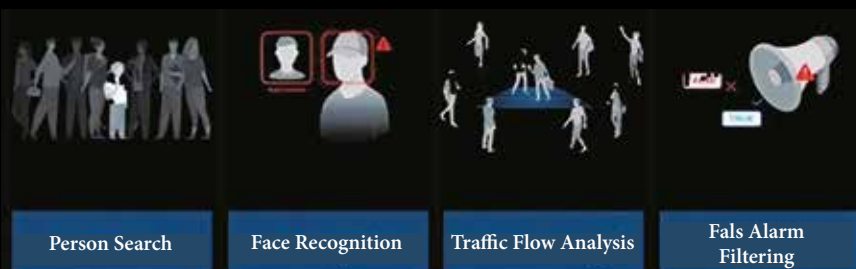 Person Search
Face Recognition
Traffic Flow Analysis
Fals Alarm
Filtering